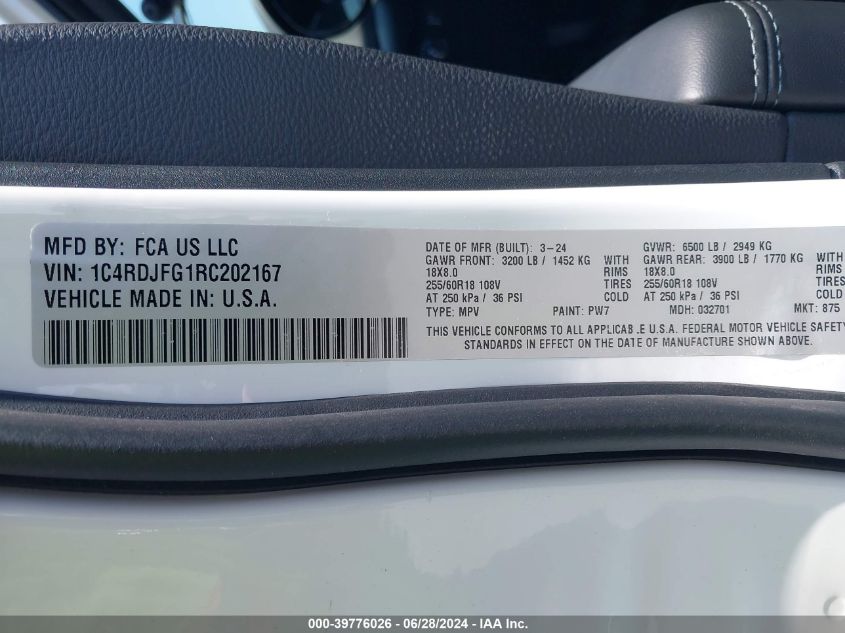 MFD BY: FCA US LLC
VIN: 1C4RDJFG1RC202167
VEHICLE MADE IN: U.S.A.
DATE OF MFR (BUILT): 3-24
GVWR: 6500 LB / 2949 KG
GAWR FRONT: 3200 LB / 1452 KG WITH
GAWR REAR: 3900 LB / 1770 KG WITH
18X8.0 RIMS
18X8.0 RIMS
255/60R18 108V TIRES
255/60R18 108V TIRES
AT 250 kPa / 36 PSI COLD
AT 250 kPa / 36 PSI COLD
TYPE: MPV PAINT: PW7 MDH: 032701 MKT: 875
THIS VEHICLE CONFORMS TO ALL APPLICAB .E U.S.A. FEDERAL MOTOR VEHICLE SAFETY
STANDARDS IN EFFECT ON THE DATE OF MANUFACTURE SHOWN ABOVE.
000-39776026 - 06/28/2024 - IAA Inc.